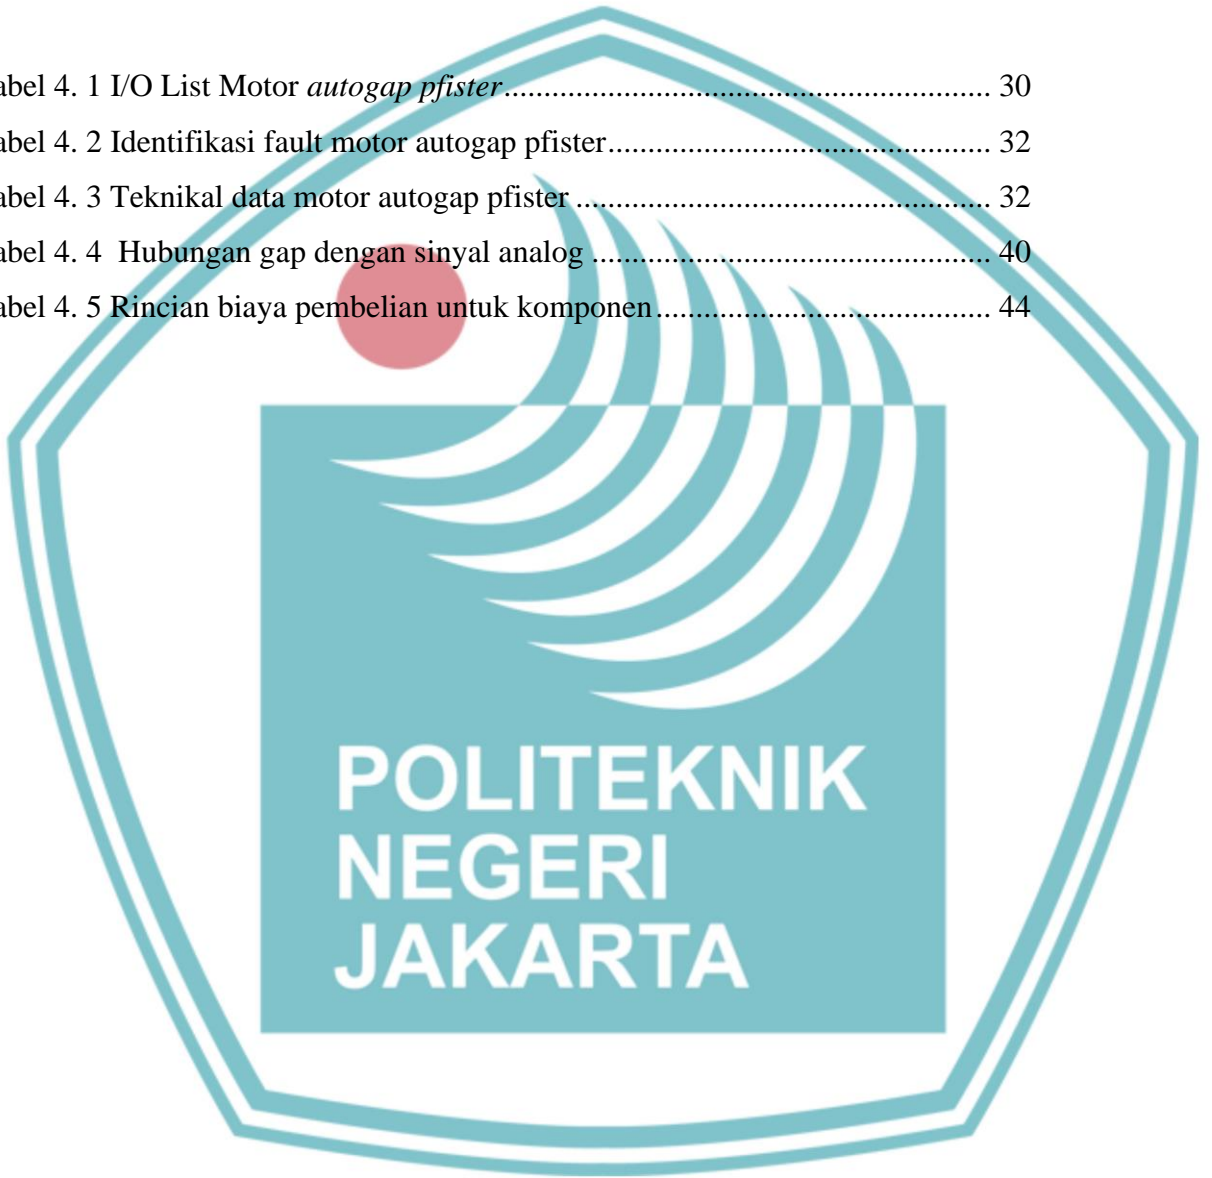 abel 4. 1 I/O List Motor autogap pfister............................................................. 30
abel 4. 2 Identifikasi fault motor autogap pfister................................................ 32
abel 4. 3 Teknikal data motor autogap pfister .................................................... 32
abel 4. 4  Hubungan gap dengan sinyal analog .................................................. 40
abel 4. 5 Rincian biaya pembelian untuk komponen.......................................... 44
POLITEKNIK
NEGERI
JAKARTA